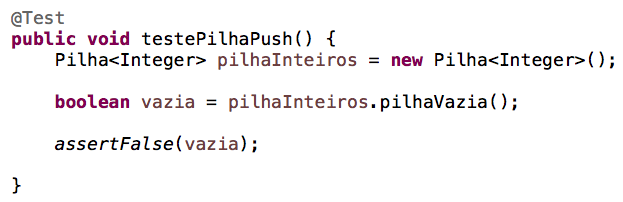 @Test
public void testePilhaPush() {
    Pilha<Integer> pilhaInteiros = new Pilha<Integer>();
    boolean vazia = pilhaInteiros.pilhaVazia();
    assertFalse(vazia);
}